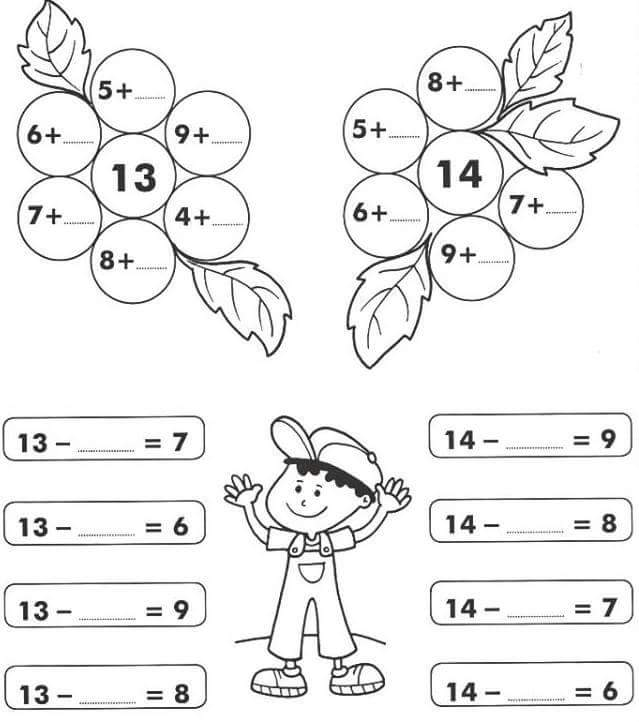 5+........
6+........
9+........
13
7+........
4+........
8+........
8+........
5+........
14
6+........
7+........
9+........
13 – ........ = 7
13 – ........ = 6
13 – ........ = 9
13 – ........ = 8
14 – ........ = 9
14 – ........ = 8
14 – ........ = 7
14 – ........ = 6